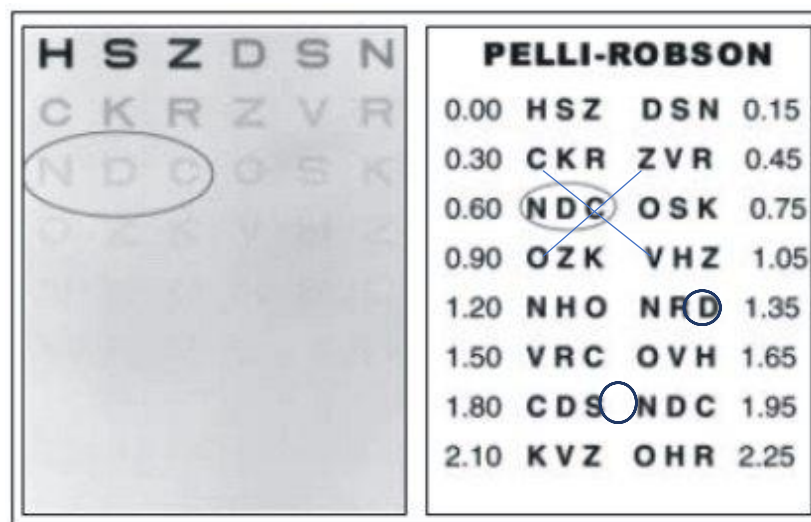 H S Z D S N
C K R Z V R
N D C O S K
O Z K V H Z
PELLI-ROBSON
0.00 HSZ DSN 0.15
0.30 CKR ZVR 0.45
0.60 NDC OSK 0.75
0.90 OZK VHZ 1.05
1.20 NHO NRD 1.35
1.50 VRC OVH 1.65
1.80 CDS NDC 1.95
2.10 KVZ OHR 2.25